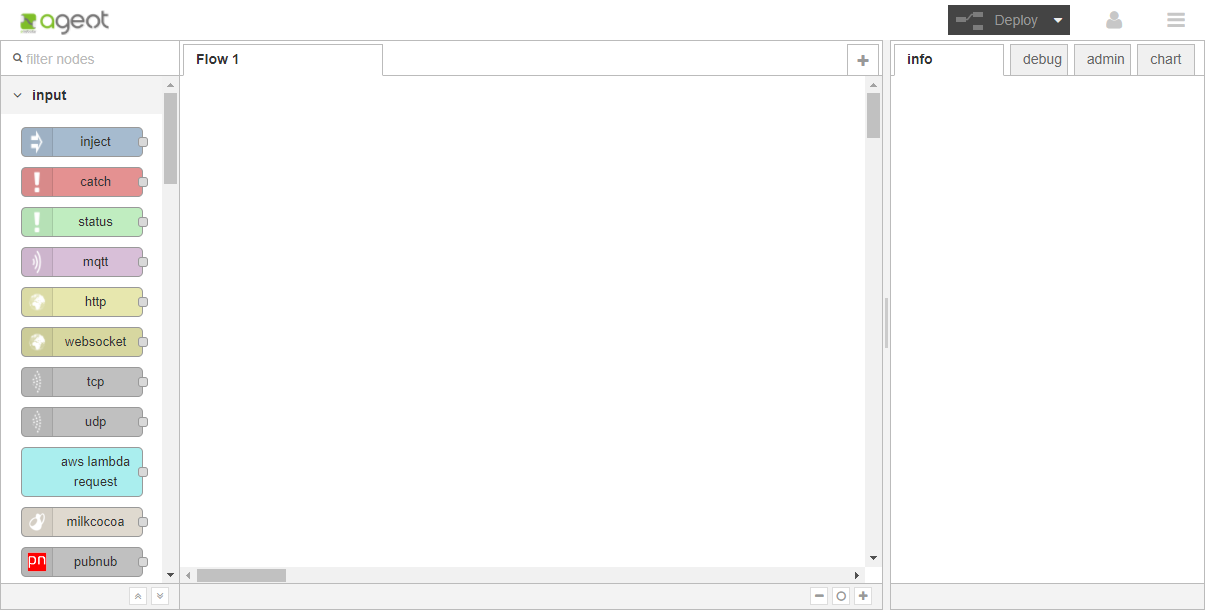 ageot
Deploy
filter nodes
Flow 1
info
debug
admin
chart
input
inject
catch
status
mqtt
http
websocket
tcp
udp
aws lambda
request
milkcocoa
pn
pubnub